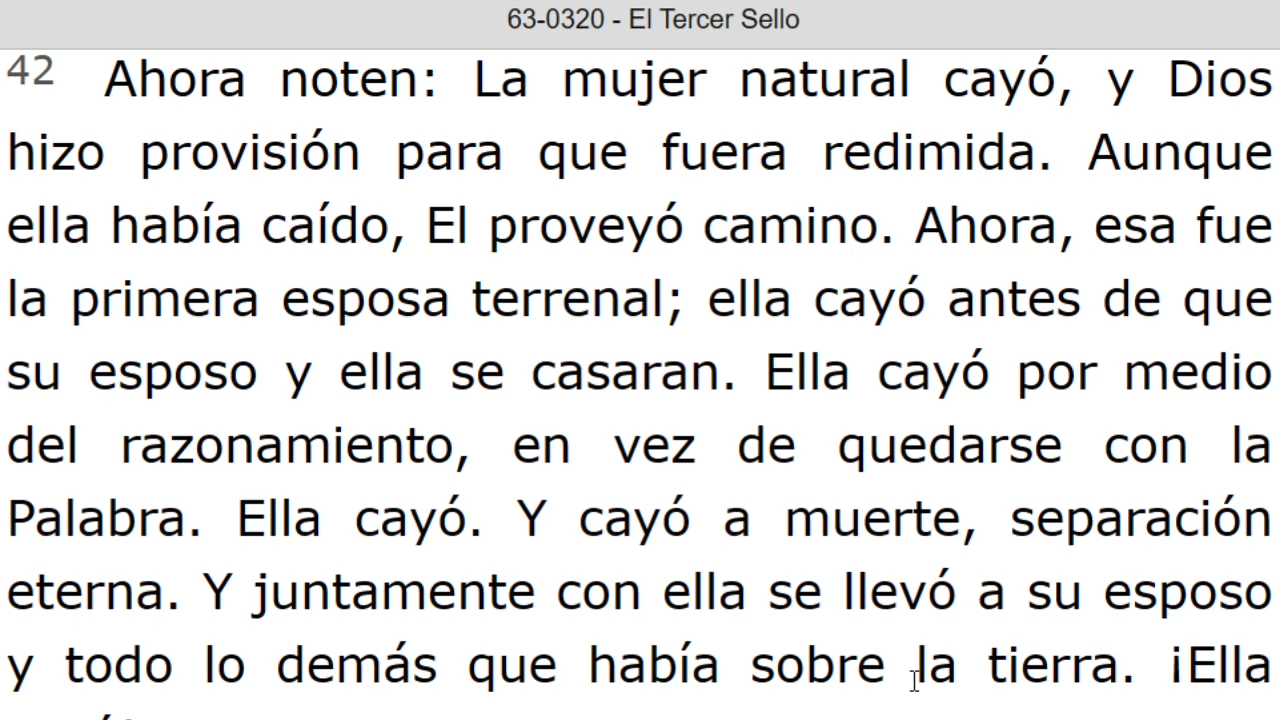 63-0320 - El Tercer Sello
42 Ahora noten: La mujer natural cayó, y Dios
hizo provisión para que fuera redimida. Aunque
ella había caído, El proveyó camino. Ahora, esa fue
la primera esposa terrenal; ella cayó antes de que
su esposo y ella se casaran. Ella cayó por medio
del razonamiento, en vez de quedarse con la
Palabra. Ella cayó. Y cayó a muerte, separación
eterna. Y juntamente con ella se llevó a su esposo
y todo lo demás que había sobre la tierra. ¡Ella